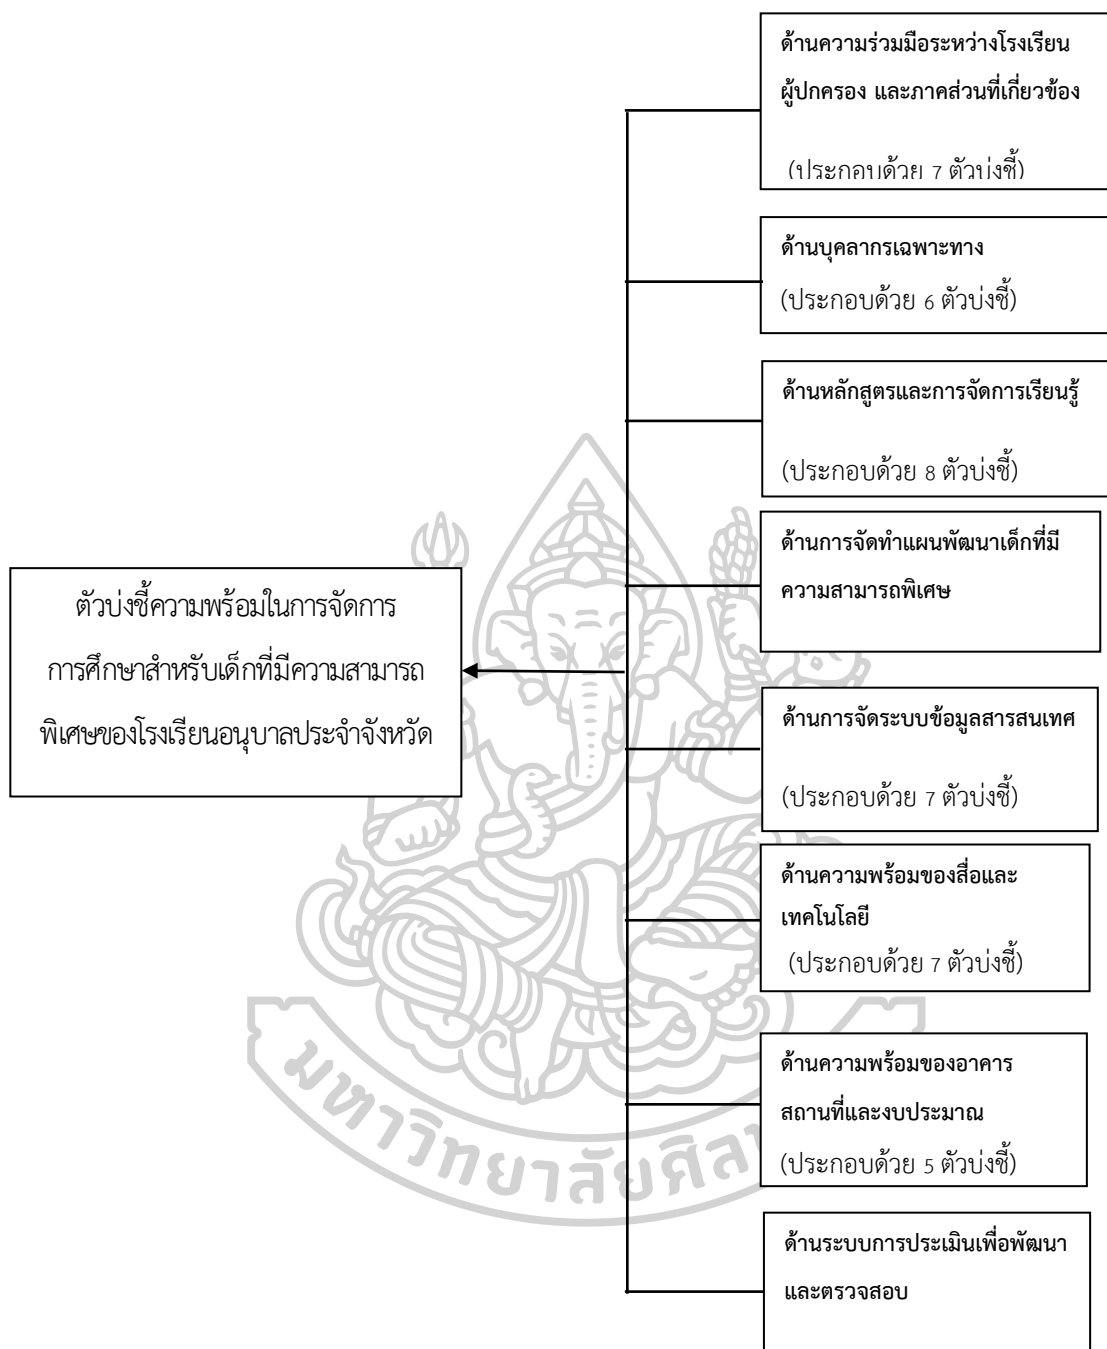 ด้านความร่วมมือระหว่างโรงเรียน
ผู้ปกครอง และภาคส่วนที่เกี่ยวข้อง
(ประกอบด้วย 7 ตัวบ่งชี้)
ด้านบุคลากรเฉพาะทาง
(ประกอบด้วย 6 ตัวบ่งชี้)
ด้านหลักสูตรและการจัดการเรียนรู้
(ประกอบด้วย 8 ตัวบ่งชี้)
ด้านการจัดทำแผนพัฒนาเด็กที่มี
ความสามารถพิเศษ
ตัวบ่งชี้ความพร้อมในการจัดการ
การศึกษาสำหรับเด็กที่มีความสามารถ
พิเศษของโรงเรียนอนุบาลประจำจังหวัด
ด้านการจัดระบบข้อมูลสารสนเทศ
(ประกอบด้วย 7 ตัวบ่งชี้)
ด้านความพร้อมของสื่อและ
เทคโนโลยี
(ประกอบด้วย 7 ตัวบ่งชี้)
ด้านความพร้อมของอาคาร
สถานที่และงบประมาณ
(ประกอบด้วย 5 ตัวบ่งชี้)
ด้านระบบการประเมินเพื่อพัฒนา
และตรวจสอบ
มหาวิทยาลัยศิล